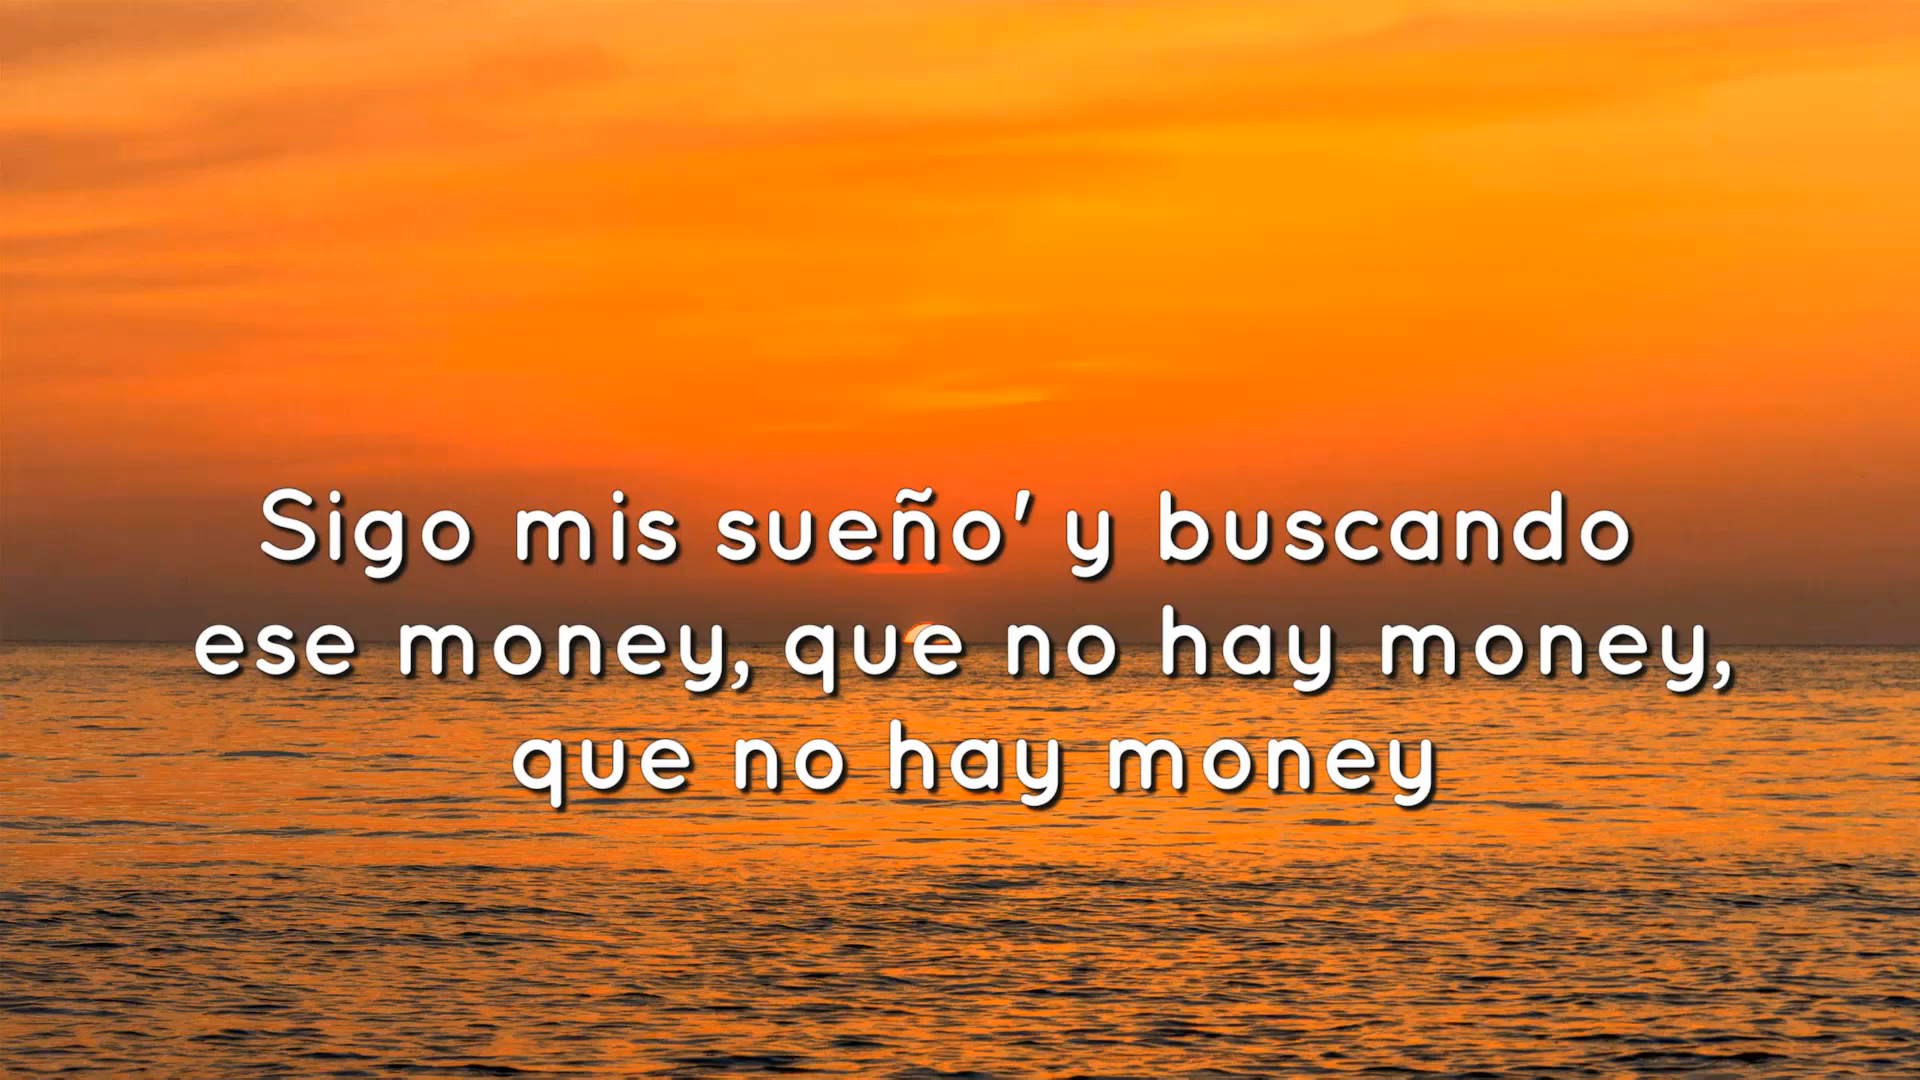 Sigo mis sueño' y buscando
ese money, que no hay money,
que no hay money